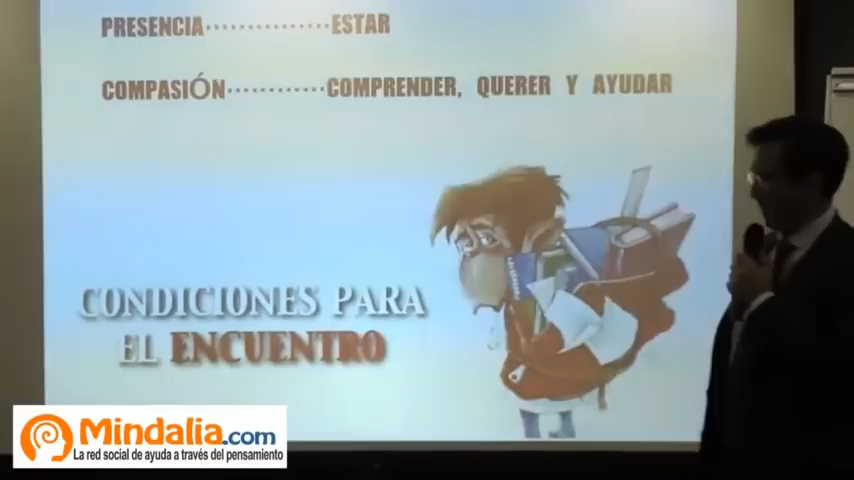 PRESENCIA··············ESTAR
COMPASIÓN···········COMPRENDER, QUERER Y AYUDAR
CONDICIONES PARA
EL ENCUENTRO
Mindalia.com
La red social de ayuda a través del pensamiento